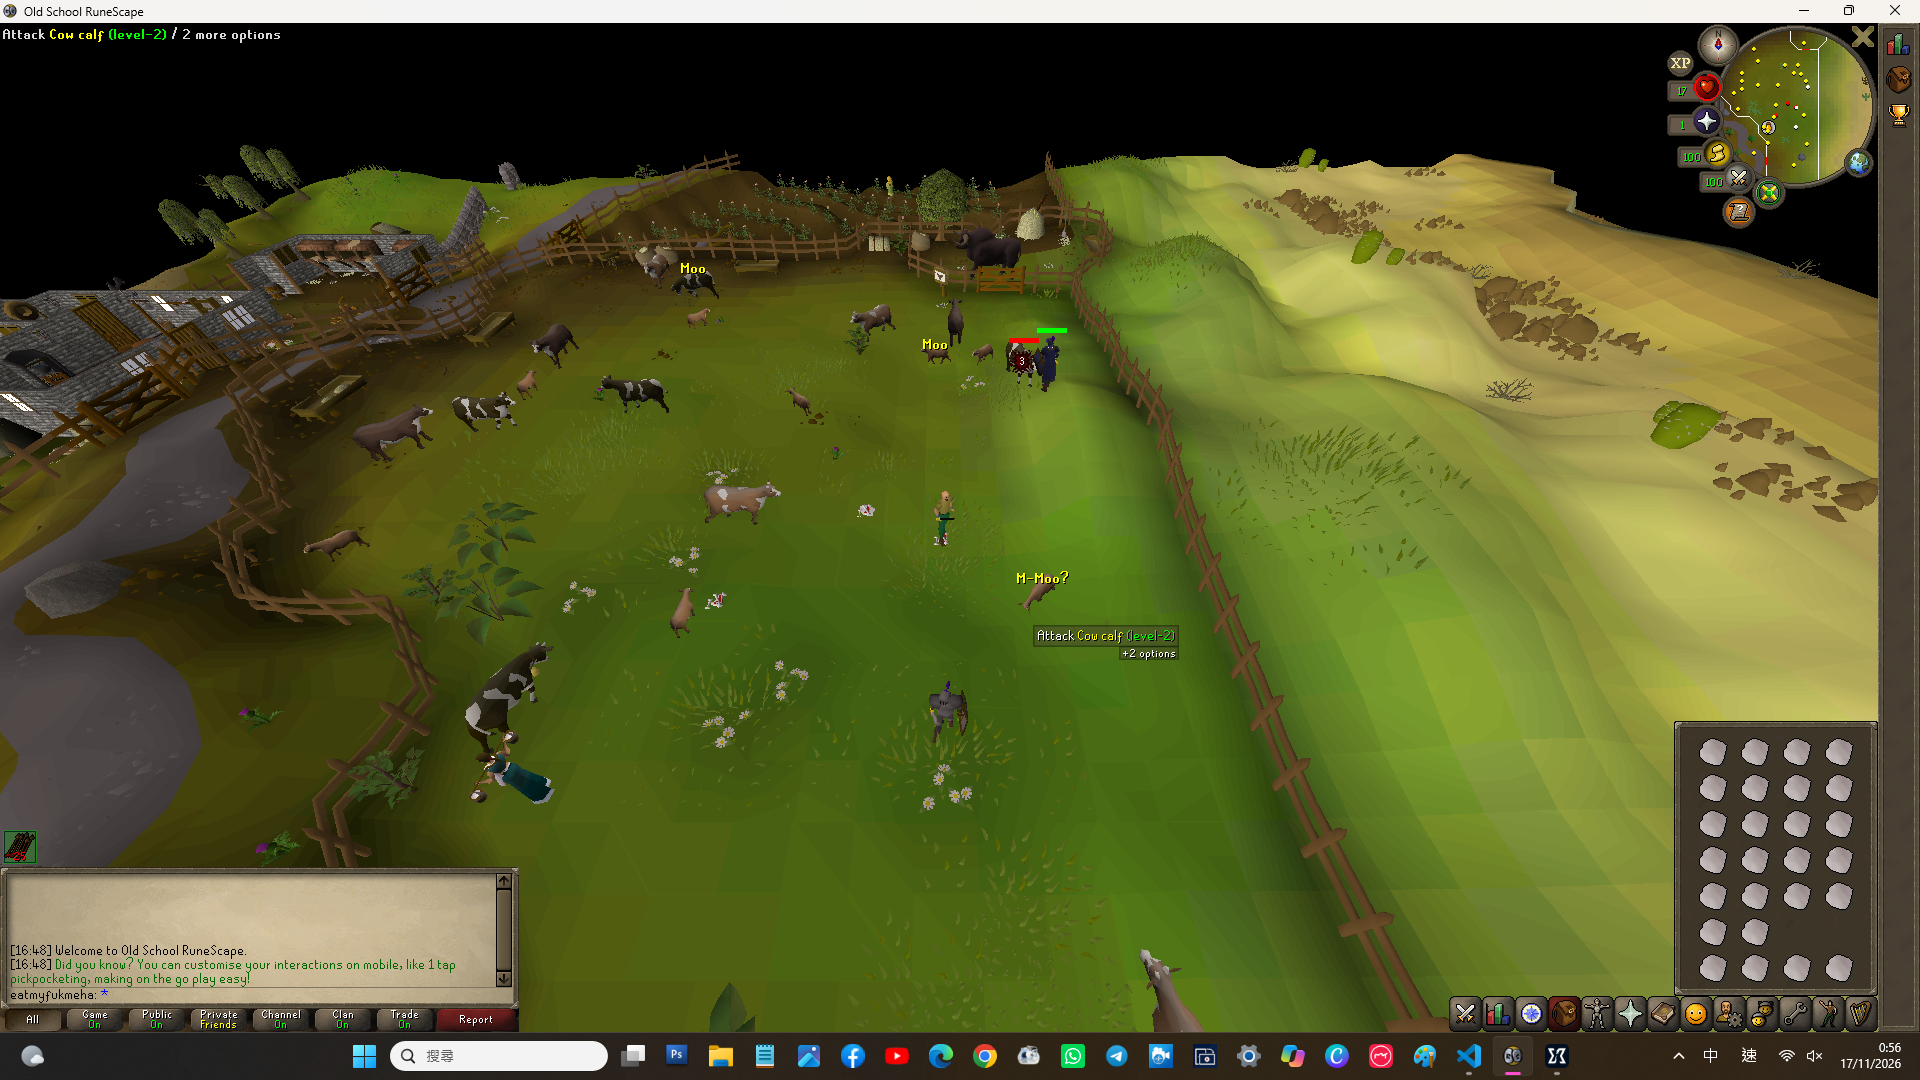 Old School RuneScape
Attack Cow calf (level-2) / 2 more options
N
XP
17
1
100
100
Moo
Moo
3
M-Moo?
Attack Cow calf (level-2)
+2 options
23
[16:48] Welcome to Old School RuneScape.
[16:48] Did you know? You can customise your interactions on mobile, like 1 tap
pickpocketing, making on the go play easy!
eatmyfukmeha: *
All
Game
On
Public
On
Private
Friends
Channel
On
Clan
On
Trade
On
Report
搜尋
Ps
中
速
0:56
17/11/2026